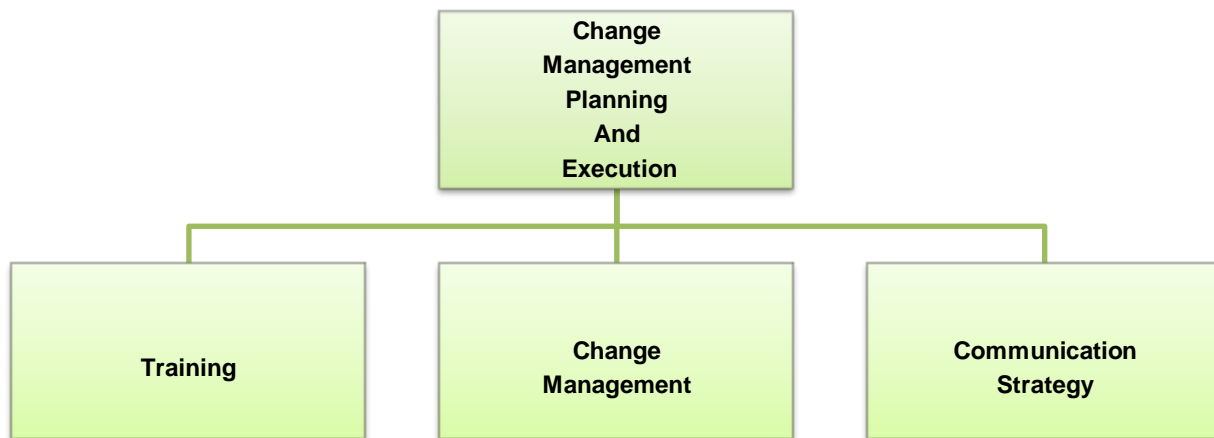 Change
Management
Planning
And
Execution
Training
Change
Management
Communication
Strategy